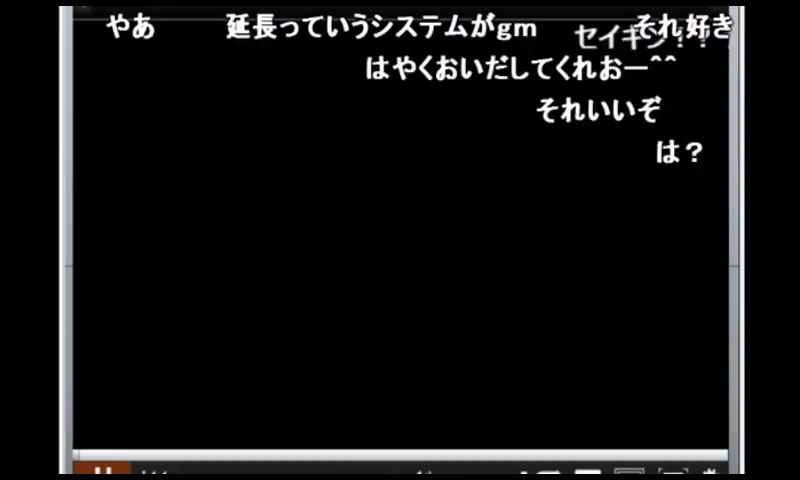 やあ
延長っていうシステムがgm
それ好き
セイキン！？
はやくおいだしてくれおー^^
それいいぞ
は？